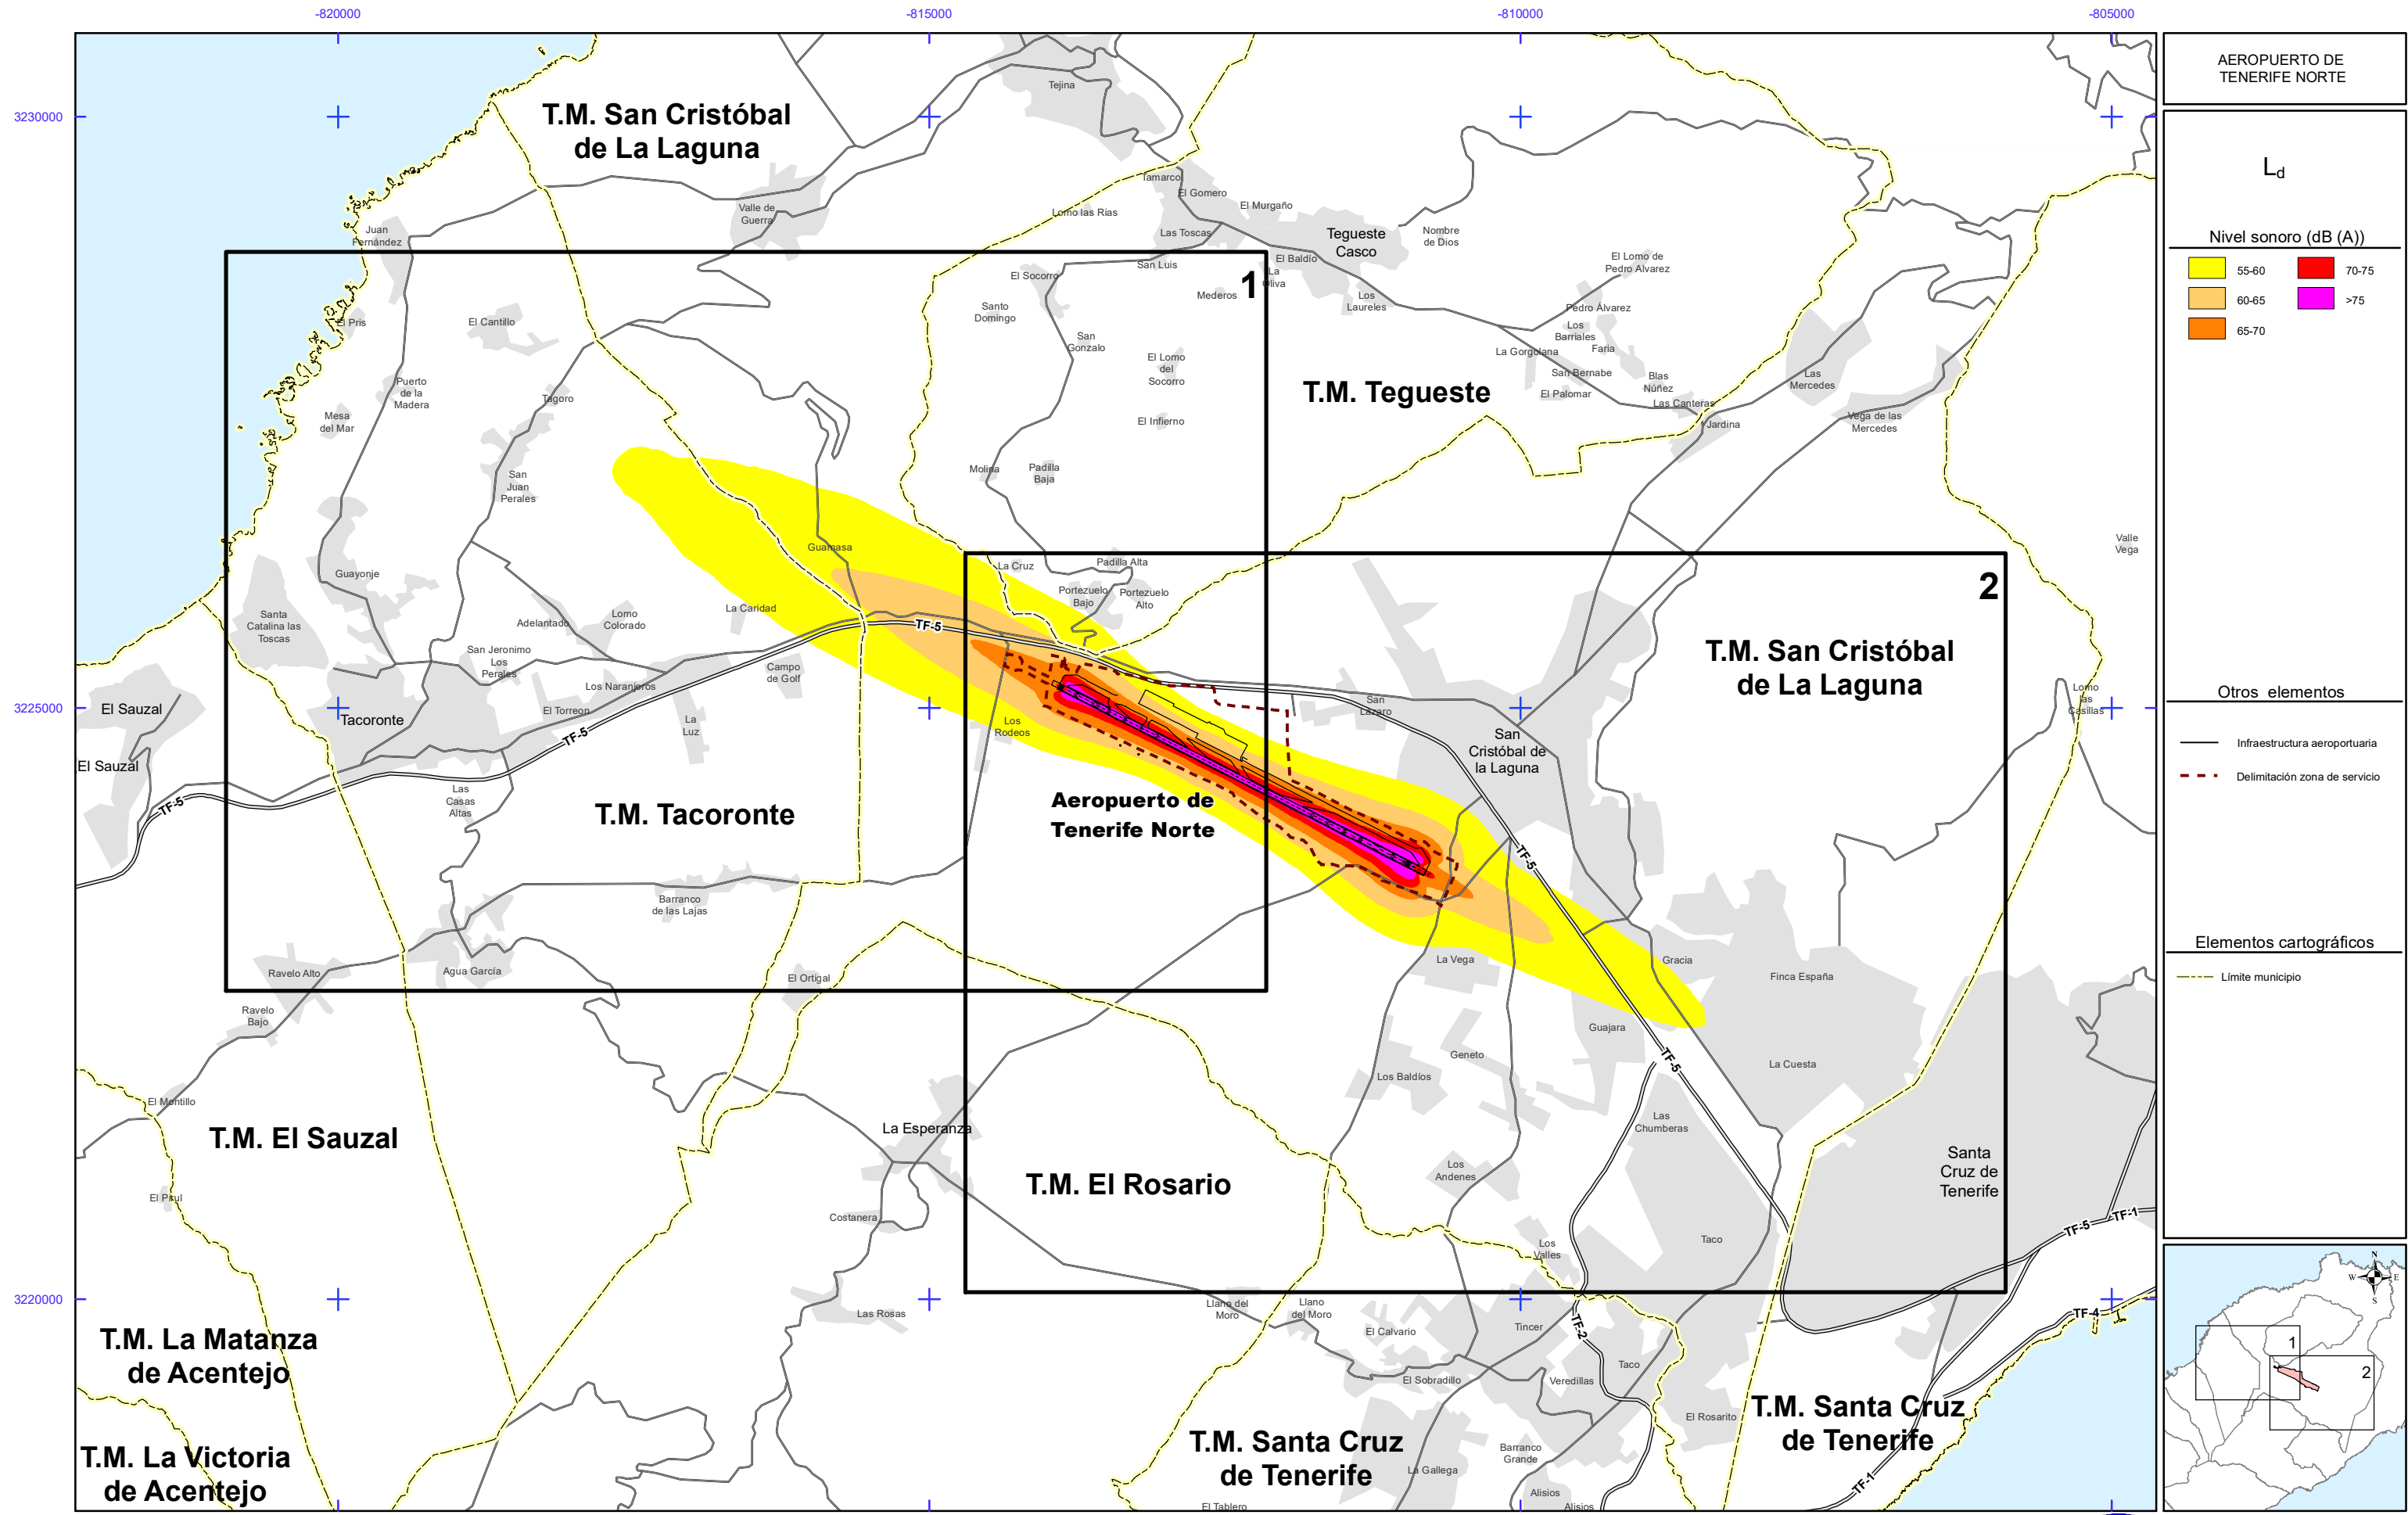 -820000
-815000
-810000
-805000
3230000
3225000
3220000
T.M. San Cristóbal
de La Laguna
Tejina
Tamarco
El Gomero
El Murgaño
Lomo las Rias
Las Toscas
Valle de
Guerra
Juan
Fernández
Tegueste
Casco
Nombre
de Dios
El Baldío
San Luis
La
Oliva
El Lomo de
Pedro Alvarez
1
El Socorro
Mederos
Los
Laureles
Santo
Domingo
Pedro Álvarez
El Pris
El Cantillo
San
Gonzalo
Los
Barriales
Faria
La Gorgolana
El Lomo
del
Socorro
San Bernabe
Blas
Núñez
Las
Mercedes
Puerto
de la
Madera
T.M. Tegueste
El Palomar
Las Canteras
Tagoro
Mesa
del Mar
El Infierno
Jardina
Vega de las
Mercedes
Molina
Padilla
Baja
San
Juan
Perales
Guamasa
Valle
Vega
La Cruz
Padilla Alta
Guayonje
2
Portezuelo
Bajo
Portezuelo
Alto
La Caridad
Santa
Catalina las
Toscas
Adelantado
Lomo
Colorado
TF-5
San Jeronimo
Los
Perales
T.M. San Cristóbal
de La Laguna
Campo
de Golf
Los Naranjeros
Lomo
las
Casillas
El Sauzal
Tacoronte
El Torreon
La
Luz
Los
Rodeos
San
Lázaro
TF-5
San
Cristóbal de
la Laguna
El Sauzal
Las
Casas
Altas
TF-5
T.M. Tacoronte
Aeropuerto de
Tenerife Norte
TF-5
Barranco
de las Lajas
Ravelo Alto
Agua García
El Ortigal
La Vega
Gracia
Finca España
Ravelo
Bajo
Guajara
Geneto
TF-5
La Cuesta
Los Baldíos
El Montillo
Las
Chumberas
T.M. El Sauzal
La Esperanza
Santa
Cruz de
Tenerife
Los
Andenes
T.M. El Rosario
El Pirul
Costanera
Taco
Los
Valles
TF-5
TF-1
Las Rosas
Llano del
Moro
Llano
del Moro
El Calvario
Tincer
TF-2
TF-4
T.M. La Matanza
de Acentejo
Taco
El Sobradillo
Veredillas
El Rosarito
T.M. Santa Cruz
de Tenerife
T.M. Santa Cruz
de Tenerife
Barranco
Grande
La Gallega
T.M. La Victoria
de Acentejo
TF-1
Alisios
Alisios
El Tablero
AEROPUERTO DE
TENERIFE NORTE
Ld
Nivel sonoro (dB (A))
55-60
70-75
60-65
>75
65-70
Otros elementos
Infraestructura aeroportuaria
Delimitación zona de servicio
Elementos cartográficos
Límite municipio
N
W
E
S
1
2